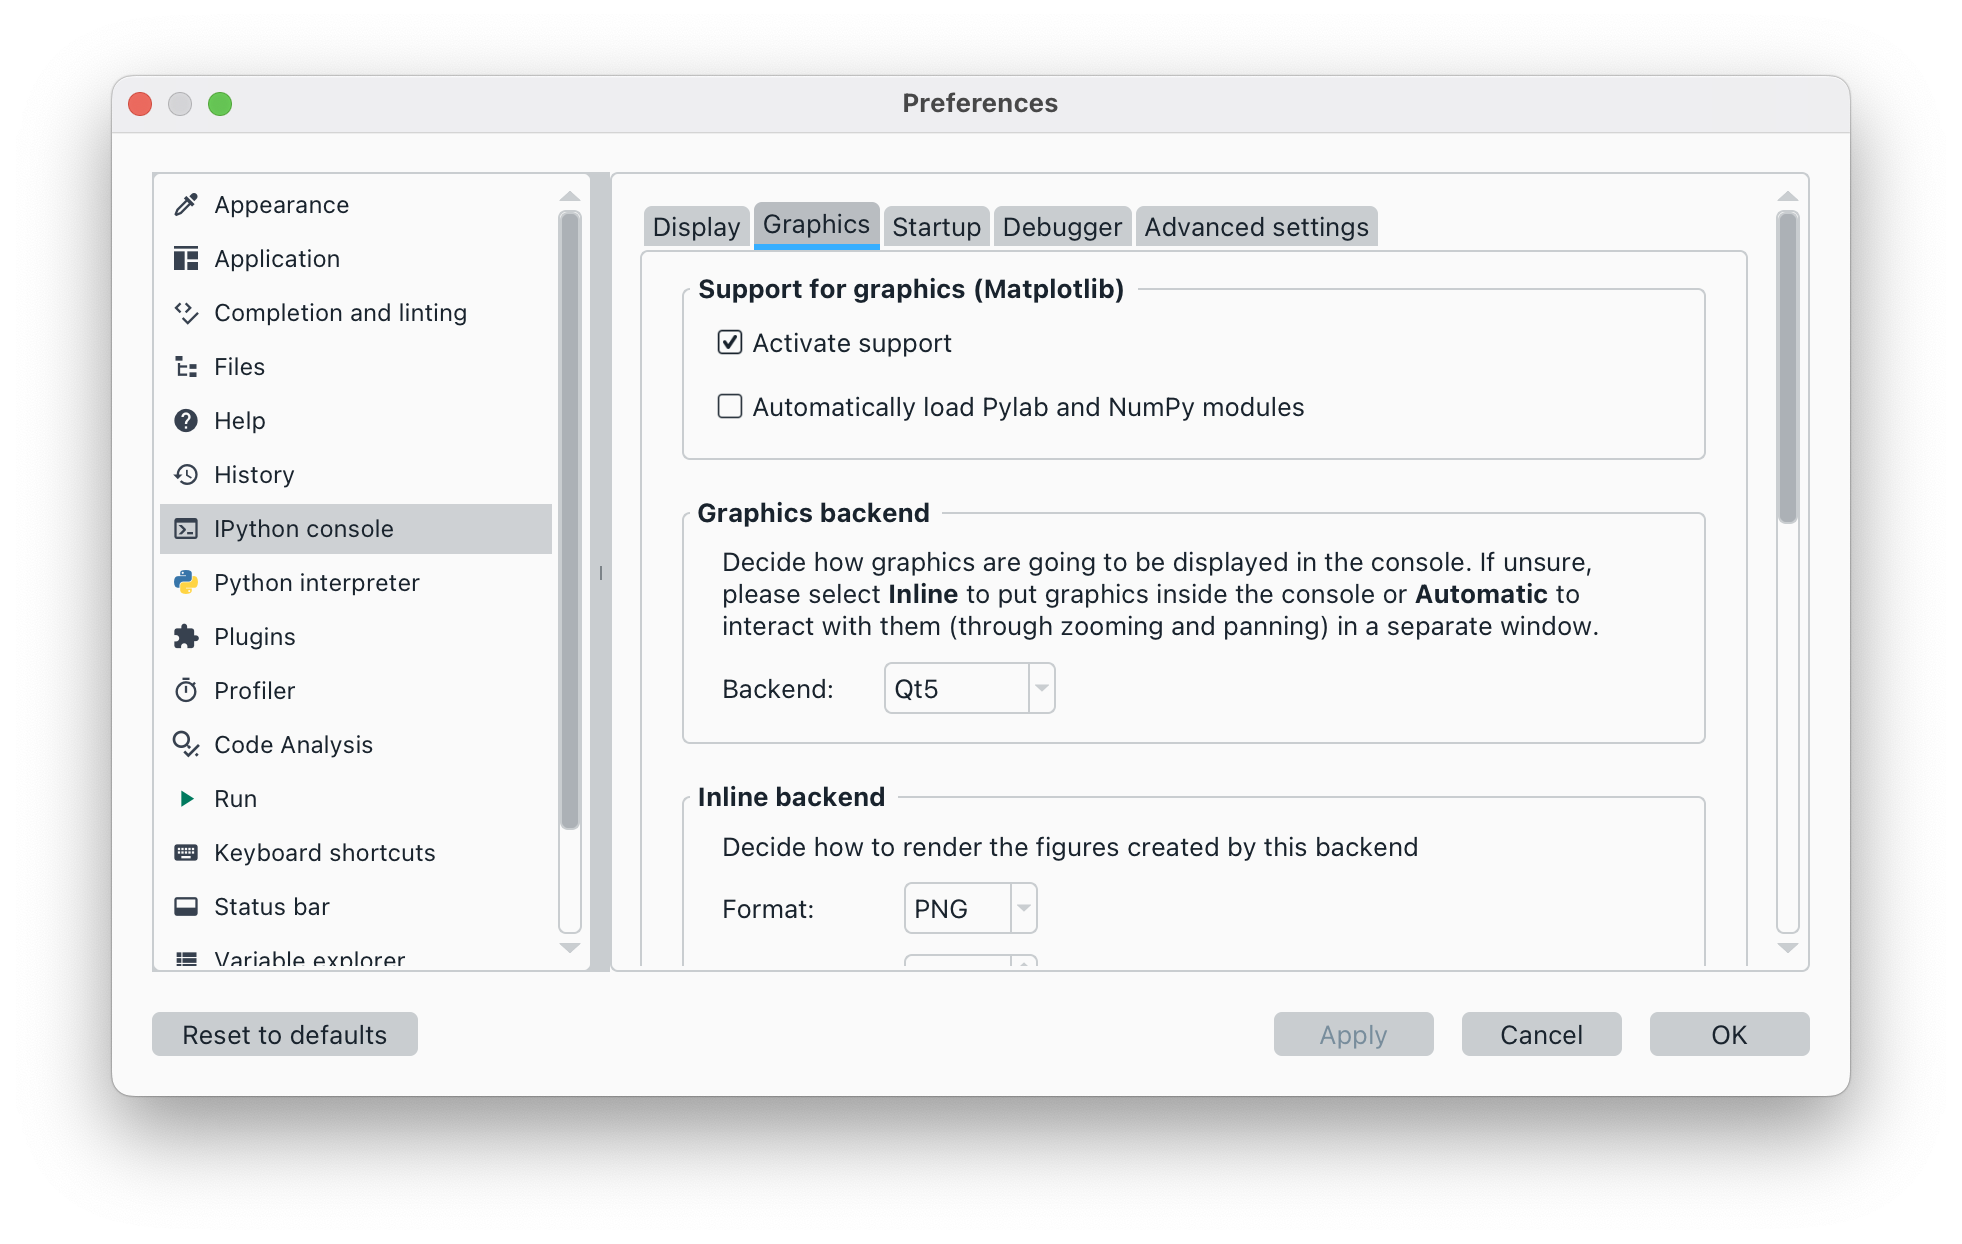 Preferences
Appearance
Application
Completion and linting
Files
Help
History
IPython console
Python interpreter
Plugins
Profiler
Code Analysis
Run
Keyboard shortcuts
Status bar
Variable explorer
Display
Graphics
Startup
Debugger
Advanced settings
Support for graphics (Matplotlib)
Activate support
Automatically load Pylab and NumPy modules
Graphics backend
Decide how graphics are going to be displayed in the console. If unsure,
please select Inline to put graphics inside the console or Automatic to
interact with them (through zooming and panning) in a separate window.
Backend: Qt5
Inline backend
Decide how to render the figures created by this backend
Format: PNG
Reset to defaults
Apply
Cancel
OK